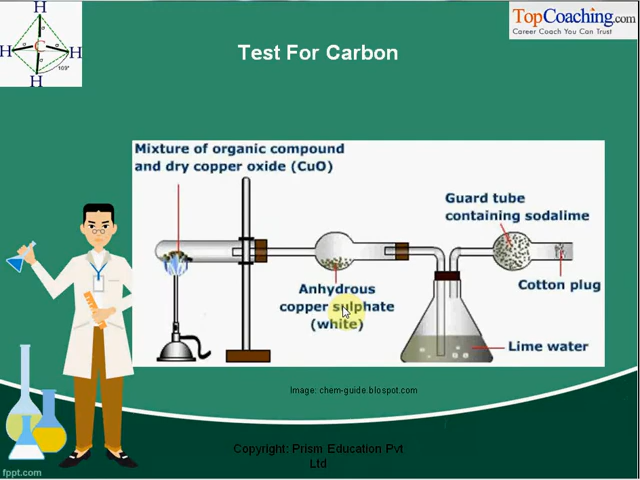 H
H
C
H
H
109°
TopCoaching.com
Career Coach You Can Trust
Test For Carbon
Mixture of organic compound
and dry copper oxide (CuO)
Guard tube
containing sodalime
Anhydrous
copper sulphate
(white)
Cotton plug
Lime water
Image: chem-guide.blospot.com
Copyright: Prism Education Pvt
Ltd
fppt.com